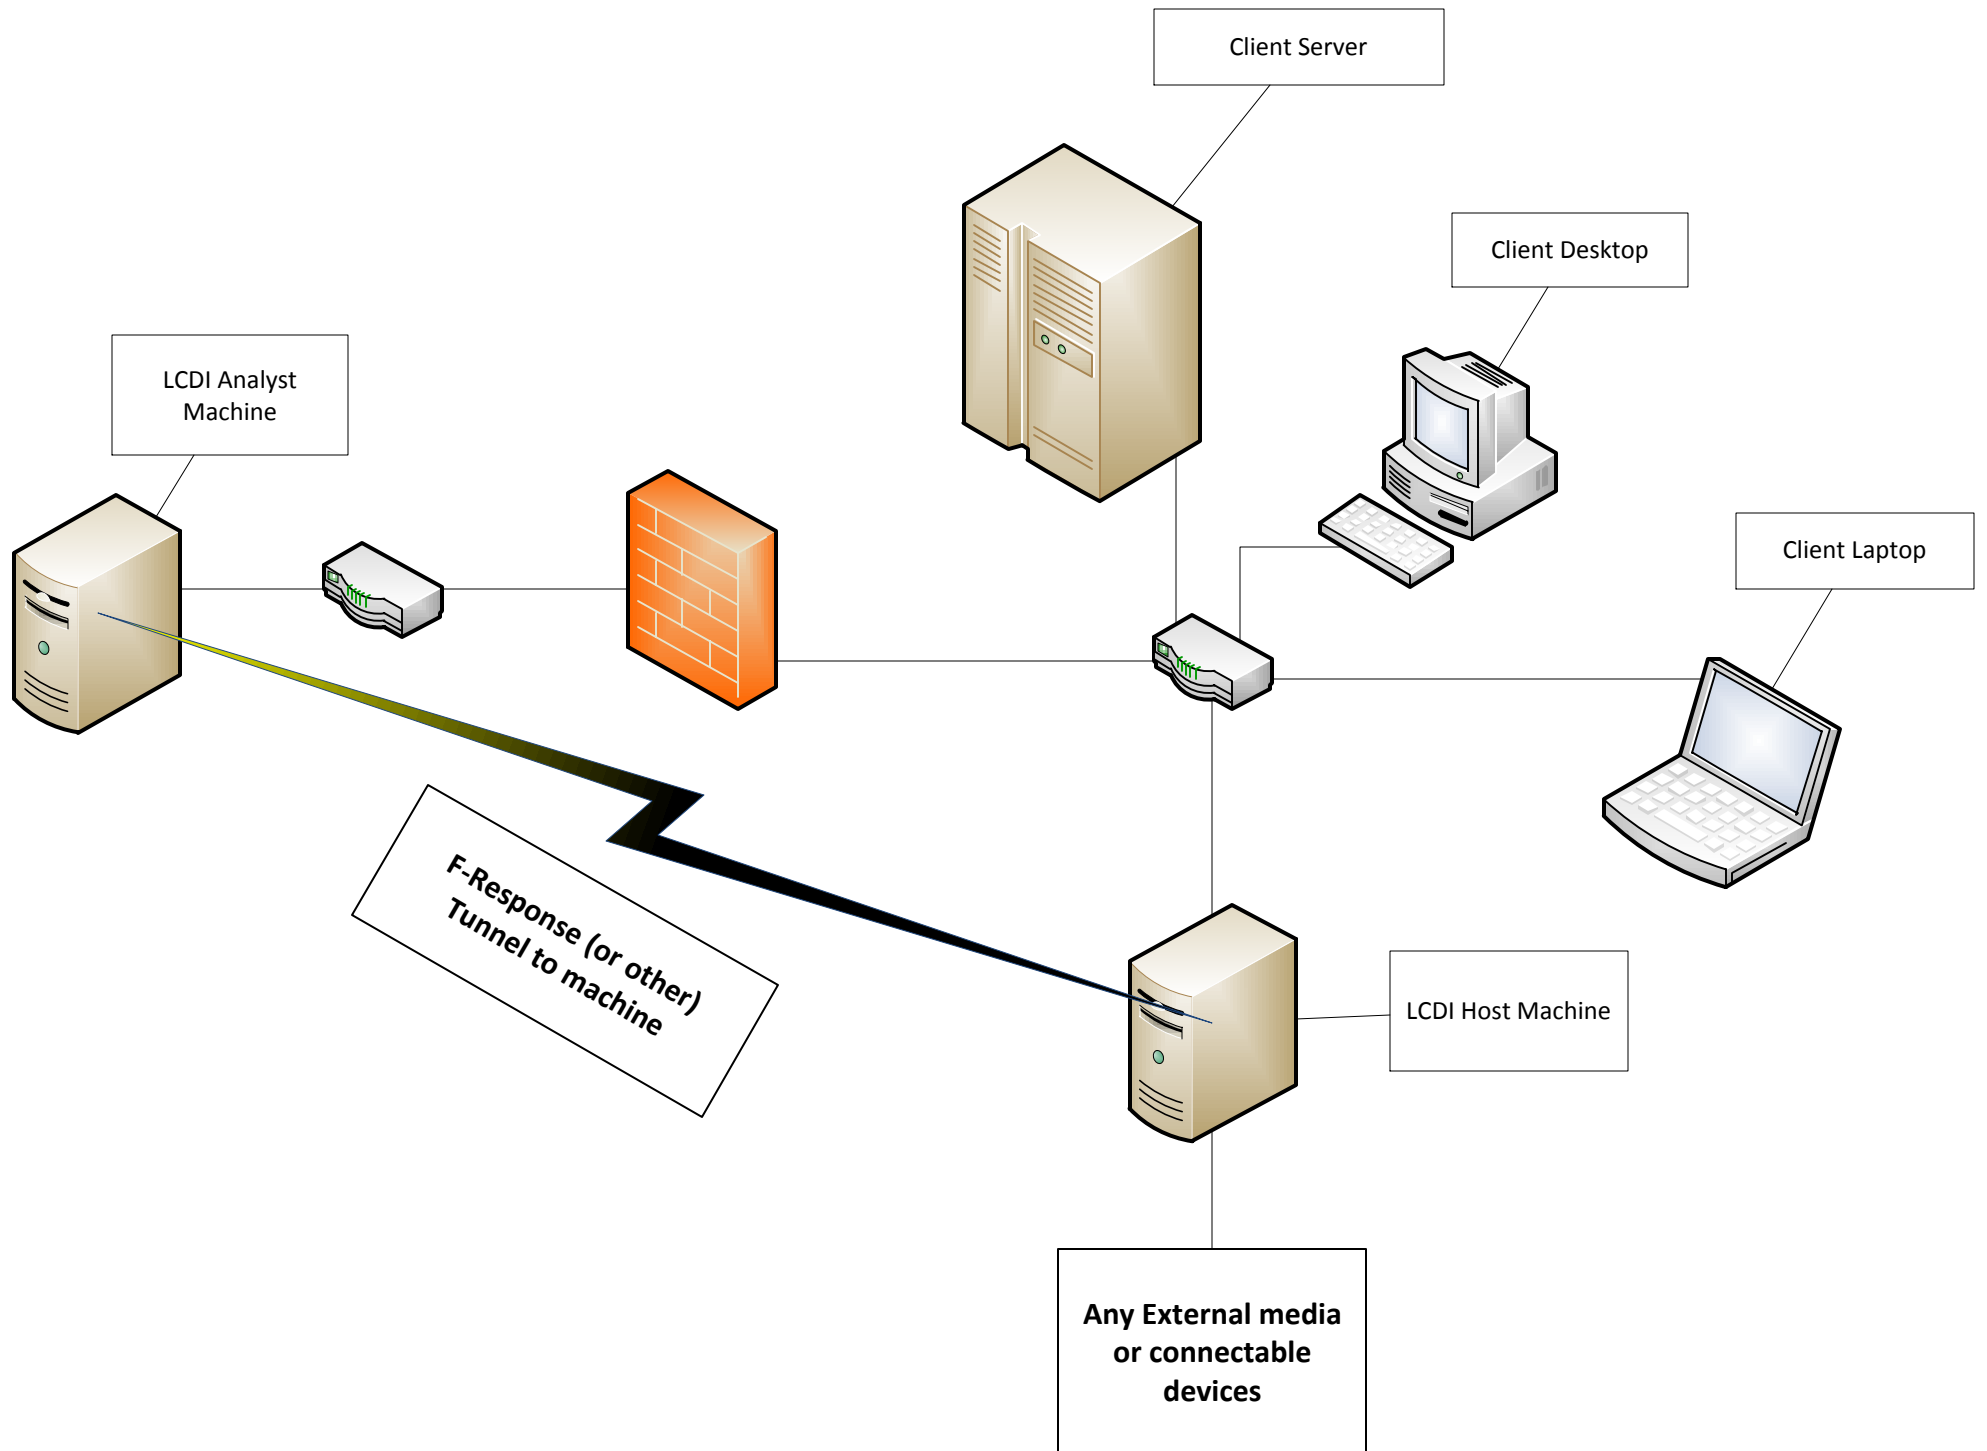 Client Server
Client Desktop
LCDI Analyst
Machine
Client Laptop
F-Response (or other)
Tunnel to machine
LCDI Host Machine
Any External media
or connectable
devices